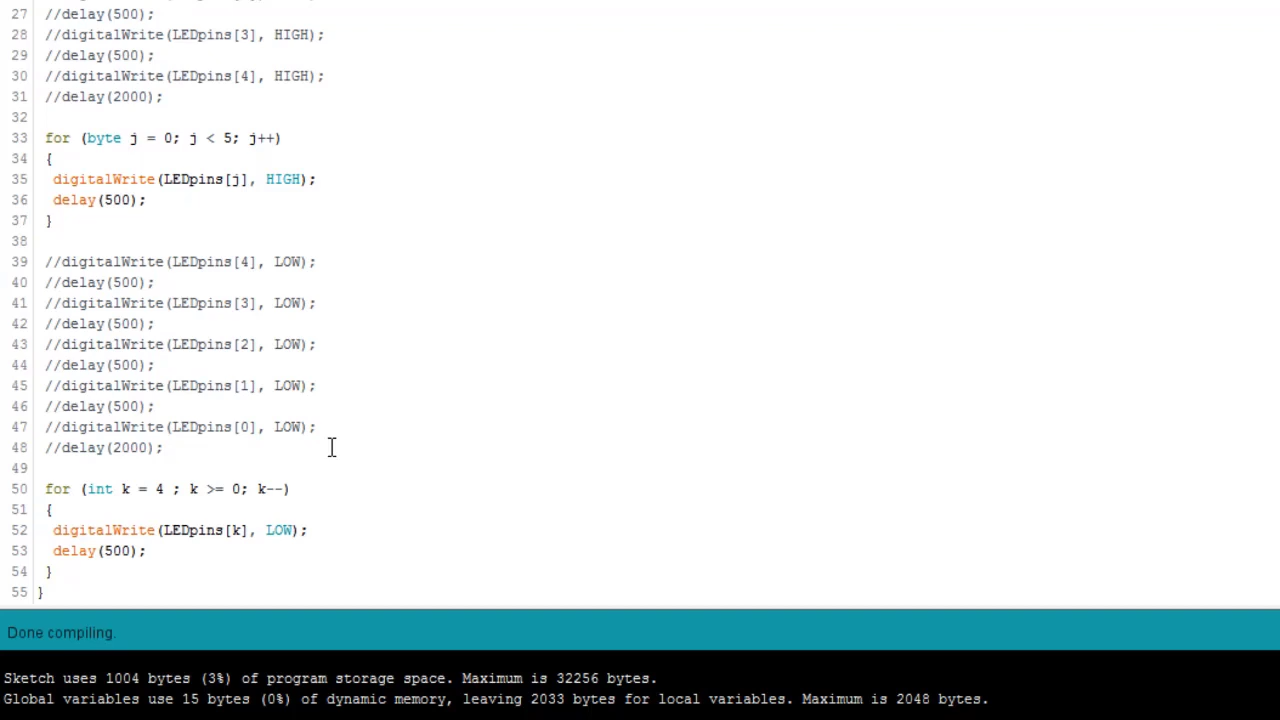 27 //delay(500);
28 //digitalWrite(LEDpins[3], HIGH);
29 //delay(500);
30 //digitalWrite(LEDpins[4], HIGH);
31 //delay(2000);
32
33 for (byte j = 0; j < 5; j++)
34 {
35 digitalWrite(LEDpins[j], HIGH);
36 delay(500);
37 }
38
39 //digitalWrite(LEDpins[4], LOW);
40 //delay(500);
41 //digitalWrite(LEDpins[3], LOW);
42 //delay(500);
43 //digitalWrite(LEDpins[2], LOW);
44 //delay(500);
45 //digitalWrite(LEDpins[1], LOW);
46 //delay(500);
47 //digitalWrite(LEDpins[0], LOW);
48 //delay(2000);
49
50 for (int k = 4 ; k >= 0; k--)
51 {
52 digitalWrite(LEDpins[k], LOW);
53 delay(500);
54 }
55 }
Done compiling.
Sketch uses 1004 bytes (3%) of program storage space. Maximum is 32256 bytes.
Global variables use 15 bytes (0%) of dynamic memory, leaving 2033 bytes for local variables. Maximum is 2048 bytes.